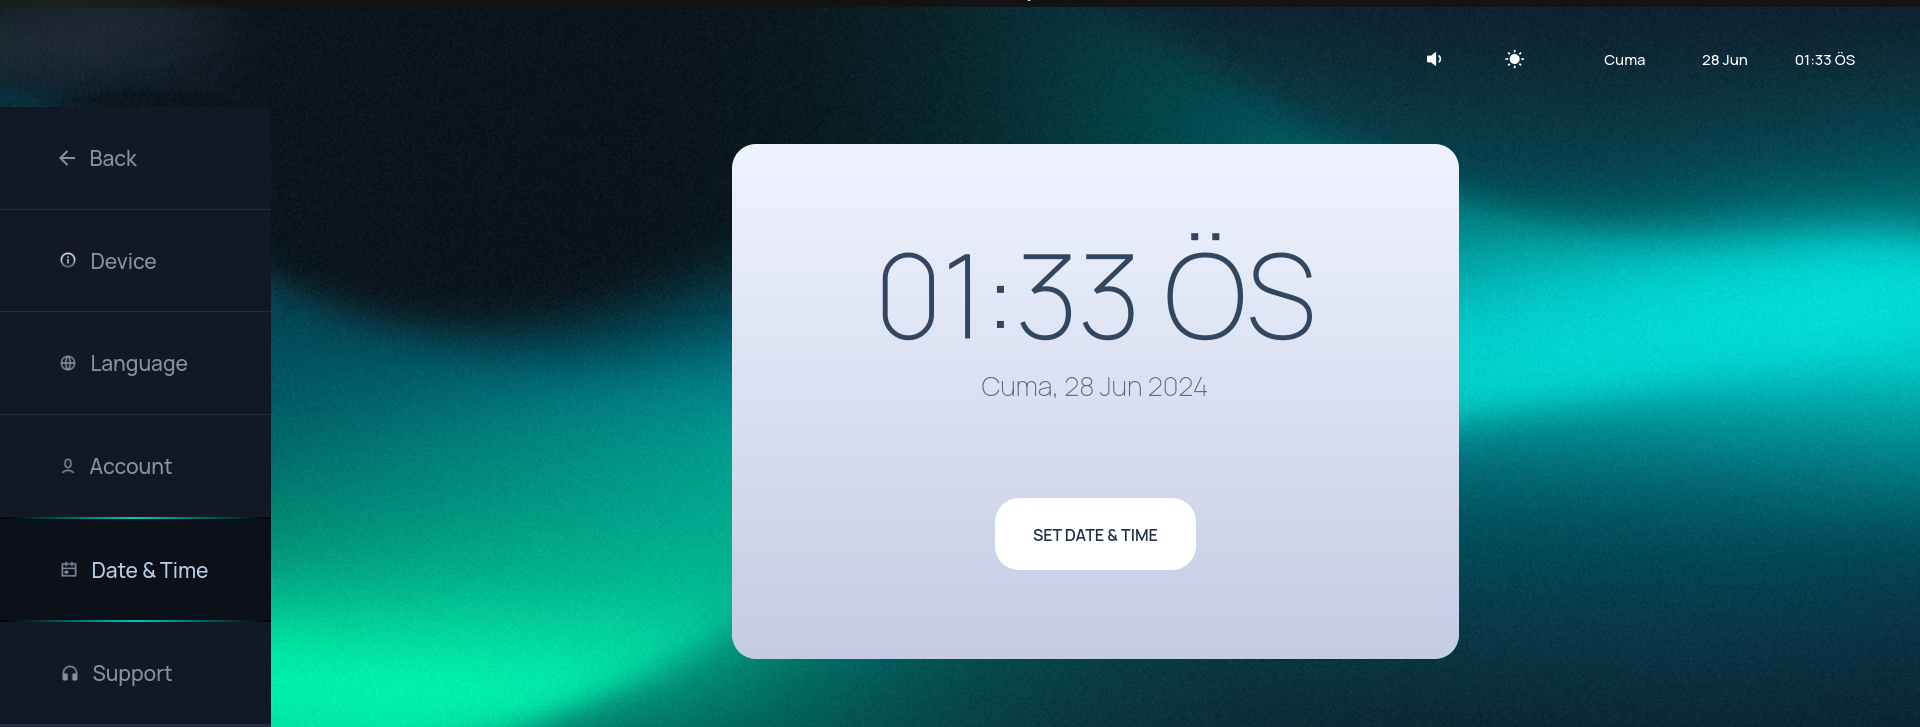 Cuma 28 Jun 01:33 ÖS
Back
Device
Language
Account
Date & Time
Support
01:33 ÖS
Cuma, 28 Jun 2024
SET DATE & TIME